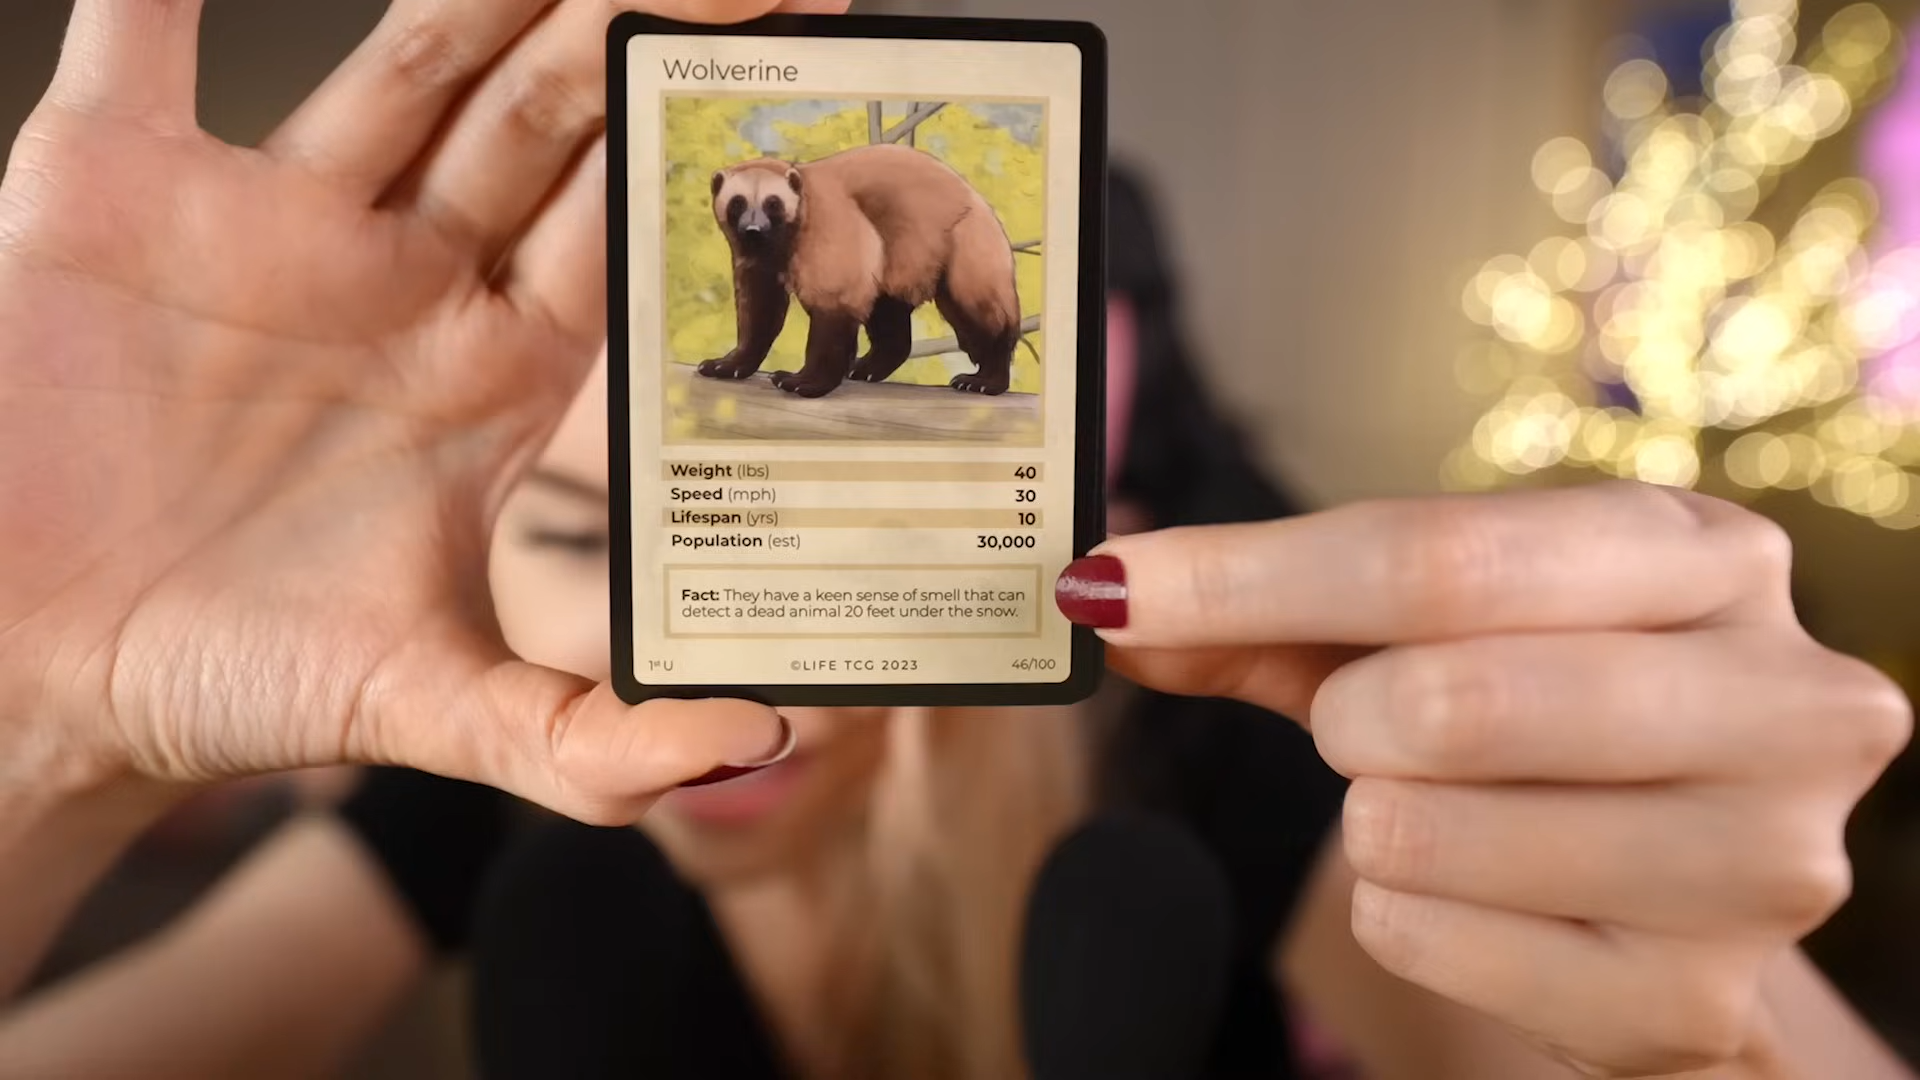 Wolverine
Weight (lbs) 40
Speed (mph) 30
Lifespan (yrs) 10
Population (est) 30,000
Fact: They have a keen sense of smell that can
detect a dead animal 20 feet under the snow.
1st U ©LIFE TCG 2023 46/100